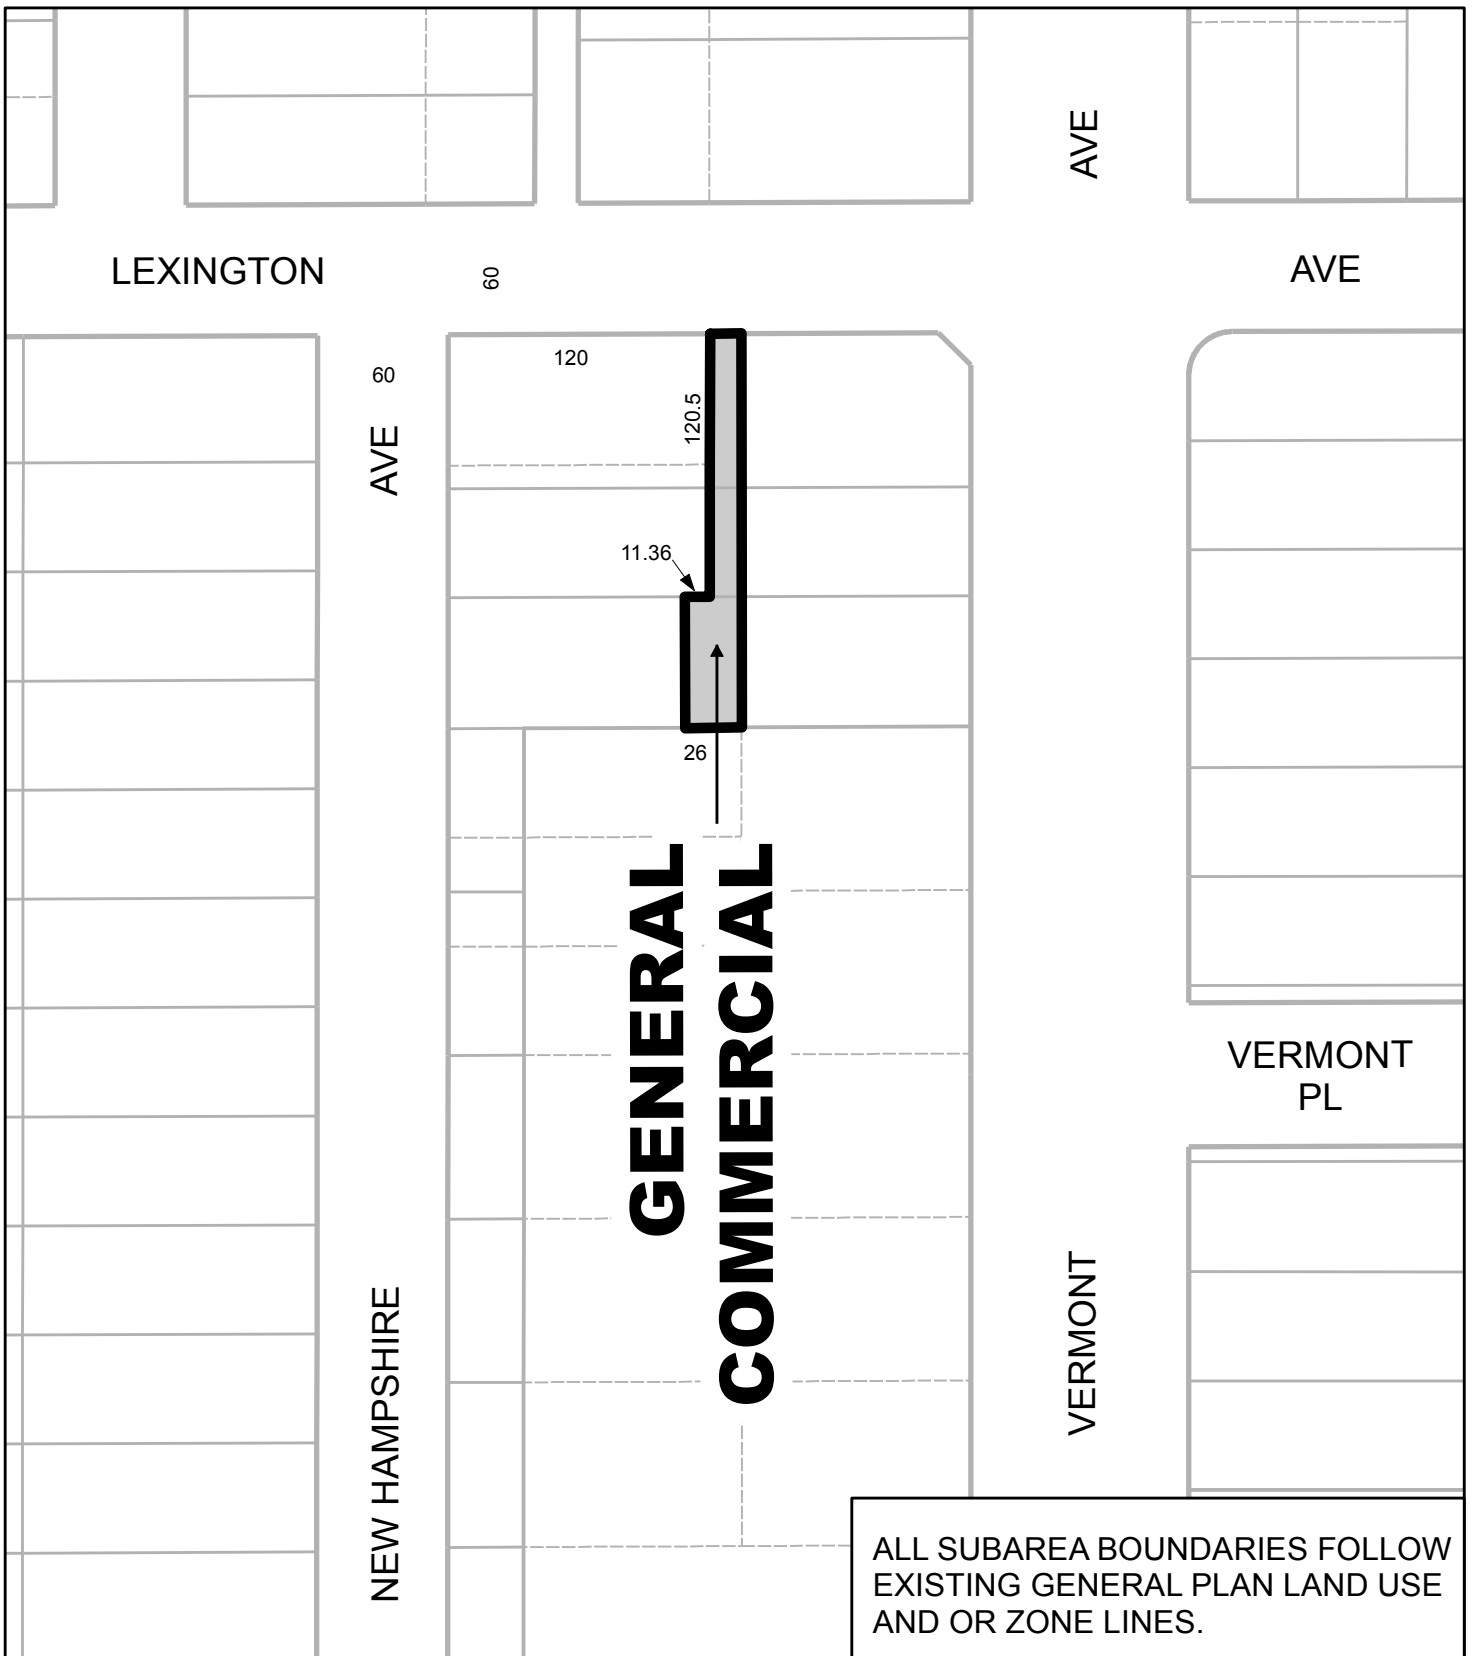 AVE
LEXINGTON
60
AVE
120
60
120.5
AVE
11.36
26
GENERAL
COMMERCIAL
VERMONT
PL
VERMONT
NEW HAMPSHIRE
ALL SUBAREA BOUNDARIES FOLLOW
EXISTING GENERAL PLAN LAND USE
AND OR ZONE LINES.